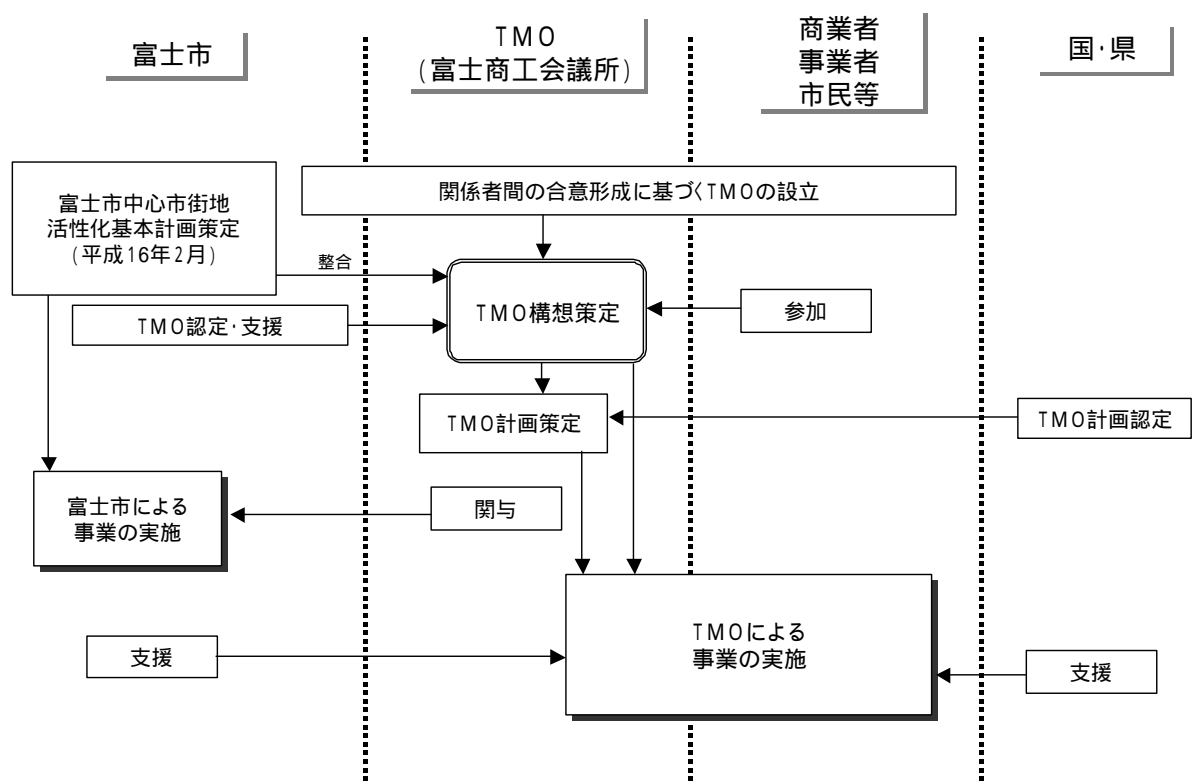 富士市
TMO
(富士商工会議所)
商業者
事業者
市民等
国・県
富士市中心市街地
活性化基本計画策定
(平成16年2月)
関係者間の合意形成に基づくTMOの設立
整合
TMO構想策定
TMO認定・支援
参加
TMO計画策定
TMO計画認定
富士市による
事業の実施
関与
TMOによる
事業の実施
支援
支援